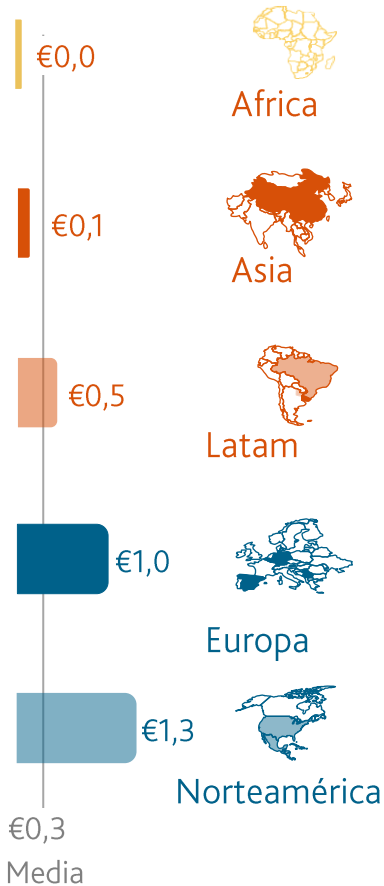 €0,0
Africa
€0,1
Asia
€0,5
Latam
€1,0
Europa
€1,3
Norteamérica
€0,3
Media